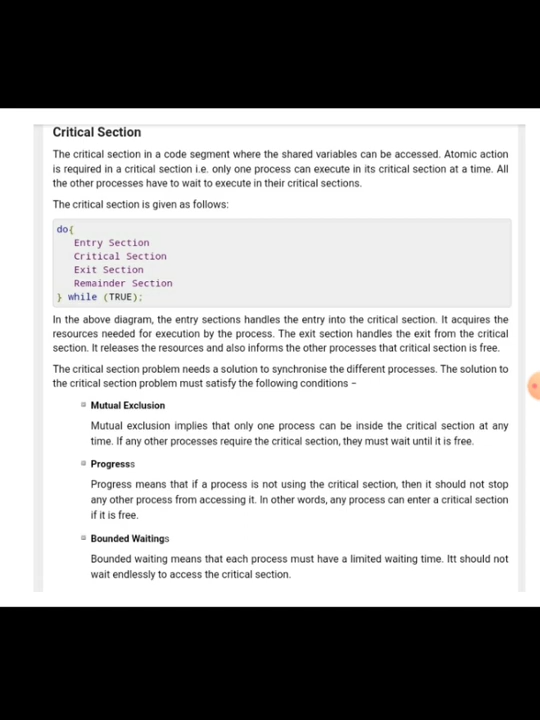 Critical Section
The critical section in a code segment where the shared variables can be accessed. Atomic action
is required in a critical section i.e. only one process can execute in its critical section at a time. All
the other processes have to wait to execute in their critical sections.
The critical section is given as follows:
do{
Entry Section
Critical Section
Exit Section
Remainder Section
} while (TRUE);
In the above diagram, the entry sections handles the entry into the critical section. It acquires the
resources needed for execution by the process. The exit section handles the exit from the critical
section. It releases the resources and also informs the other processes that critical section is free.
The critical section problem needs a solution to synchronise the different processes. The solution to
the critical section problem must satisfy the following conditions −
Mutual Exclusion
Mutual exclusion implies that only one process can be inside the critical section at any
time. If any other processes require the critical section, they must wait until it is free.
Progresss
Progress means that if a process is not using the critical section, then it should not stop
any other process from accessing it. In other words, any process can enter a critical section
if it is free.
Bounded Waitings
Bounded waiting means that each process must have a limited waiting time. Itt should not
wait endlessly to access the critical section.